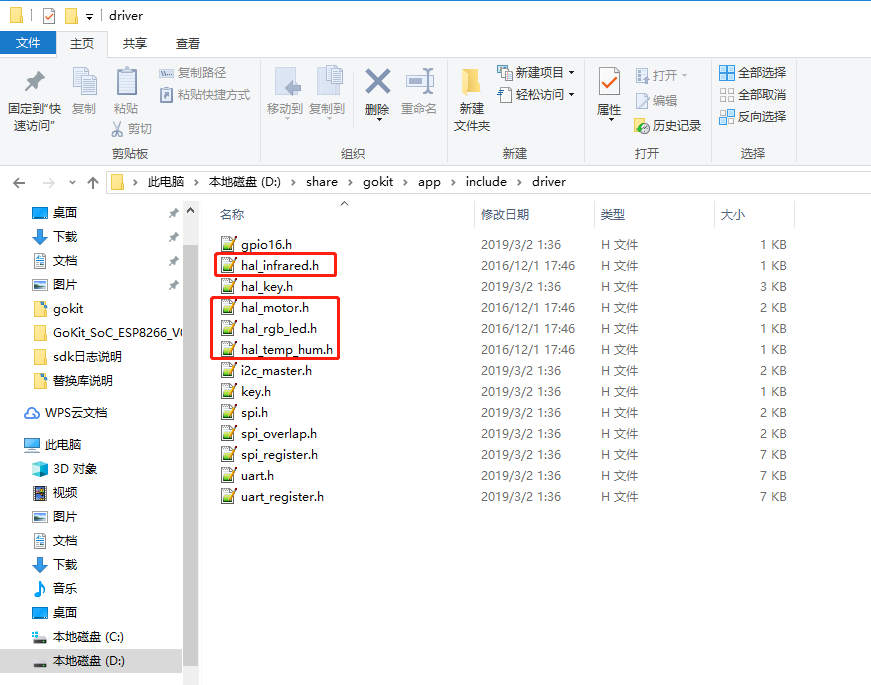 driver
文件 主页 共享 查看
固定到"快速访问"
复制
粘贴
复制路径
粘贴快捷方式
剪切
剪贴板
移动到
复制到
删除
重命名
组织
新建
文件夹
新建项目
轻松访问
新建
属性
打开
编辑
历史记录
打开
全部选择
全部取消
反向选择
选择
此电脑 本地磁盘 (D:) share gokit app include driver
桌面
下载
文档
图片
gokit
GoKit_SoC_ESP8266_V0
sdk日志说明
替换库说明
WPS云文档
此电脑
3D 对象
视频
图片
文档
下载
音乐
桌面
本地磁盘 (C:)
本地磁盘 (D:)
名称 修改日期 类型 大小
gpio16.h 2019/3/2 1:36 H 文件 1 KB
hal_infrared.h 2016/12/1 17:46 H 文件 1 KB
hal_key.h 2019/3/2 1:36 H 文件 3 KB
hal_motor.h 2016/12/1 17:46 H 文件 2 KB
hal_rgb_led.h 2016/12/1 17:46 H 文件 1 KB
hal_temp_hum.h 2016/12/1 17:46 H 文件 1 KB
i2c_master.h 2019/3/2 1:36 H 文件 2 KB
key.h 2019/3/2 1:36 H 文件 1 KB
spi.h 2019/3/2 1:36 H 文件 2 KB
spi_overlap.h 2019/3/2 1:36 H 文件 2 KB
spi_register.h 2019/3/2 1:36 H 文件 7 KB
uart.h 2019/3/2 1:36 H 文件 7 KB
uart_register.h 2019/3/2 1:36 H 文件 7 KB